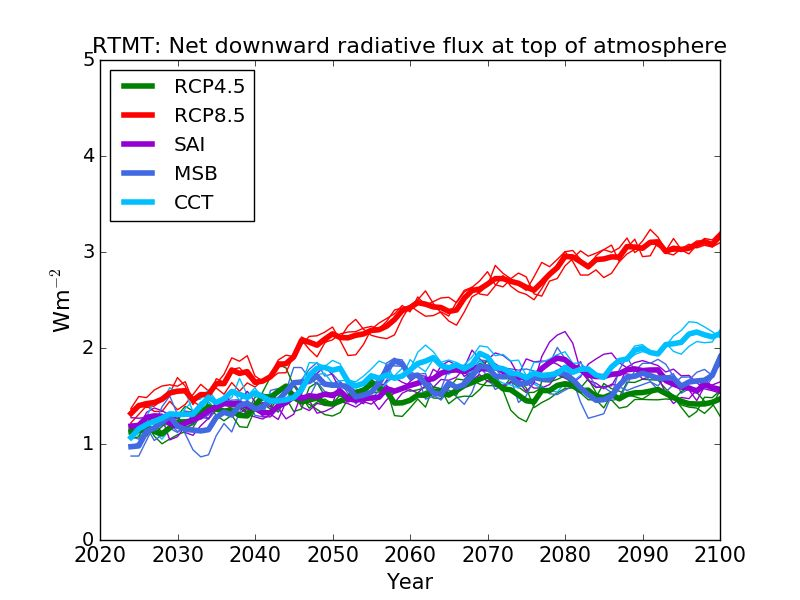 RTMT: Net downward radiative flux at top of atmosphere
5
4
3
2
1
0
Wm⁻²
RCP4.5
RCP8.5
SAI
MSB
CCT
2020 2030 2040 2050 2060 2070 2080 2090 2100
Year